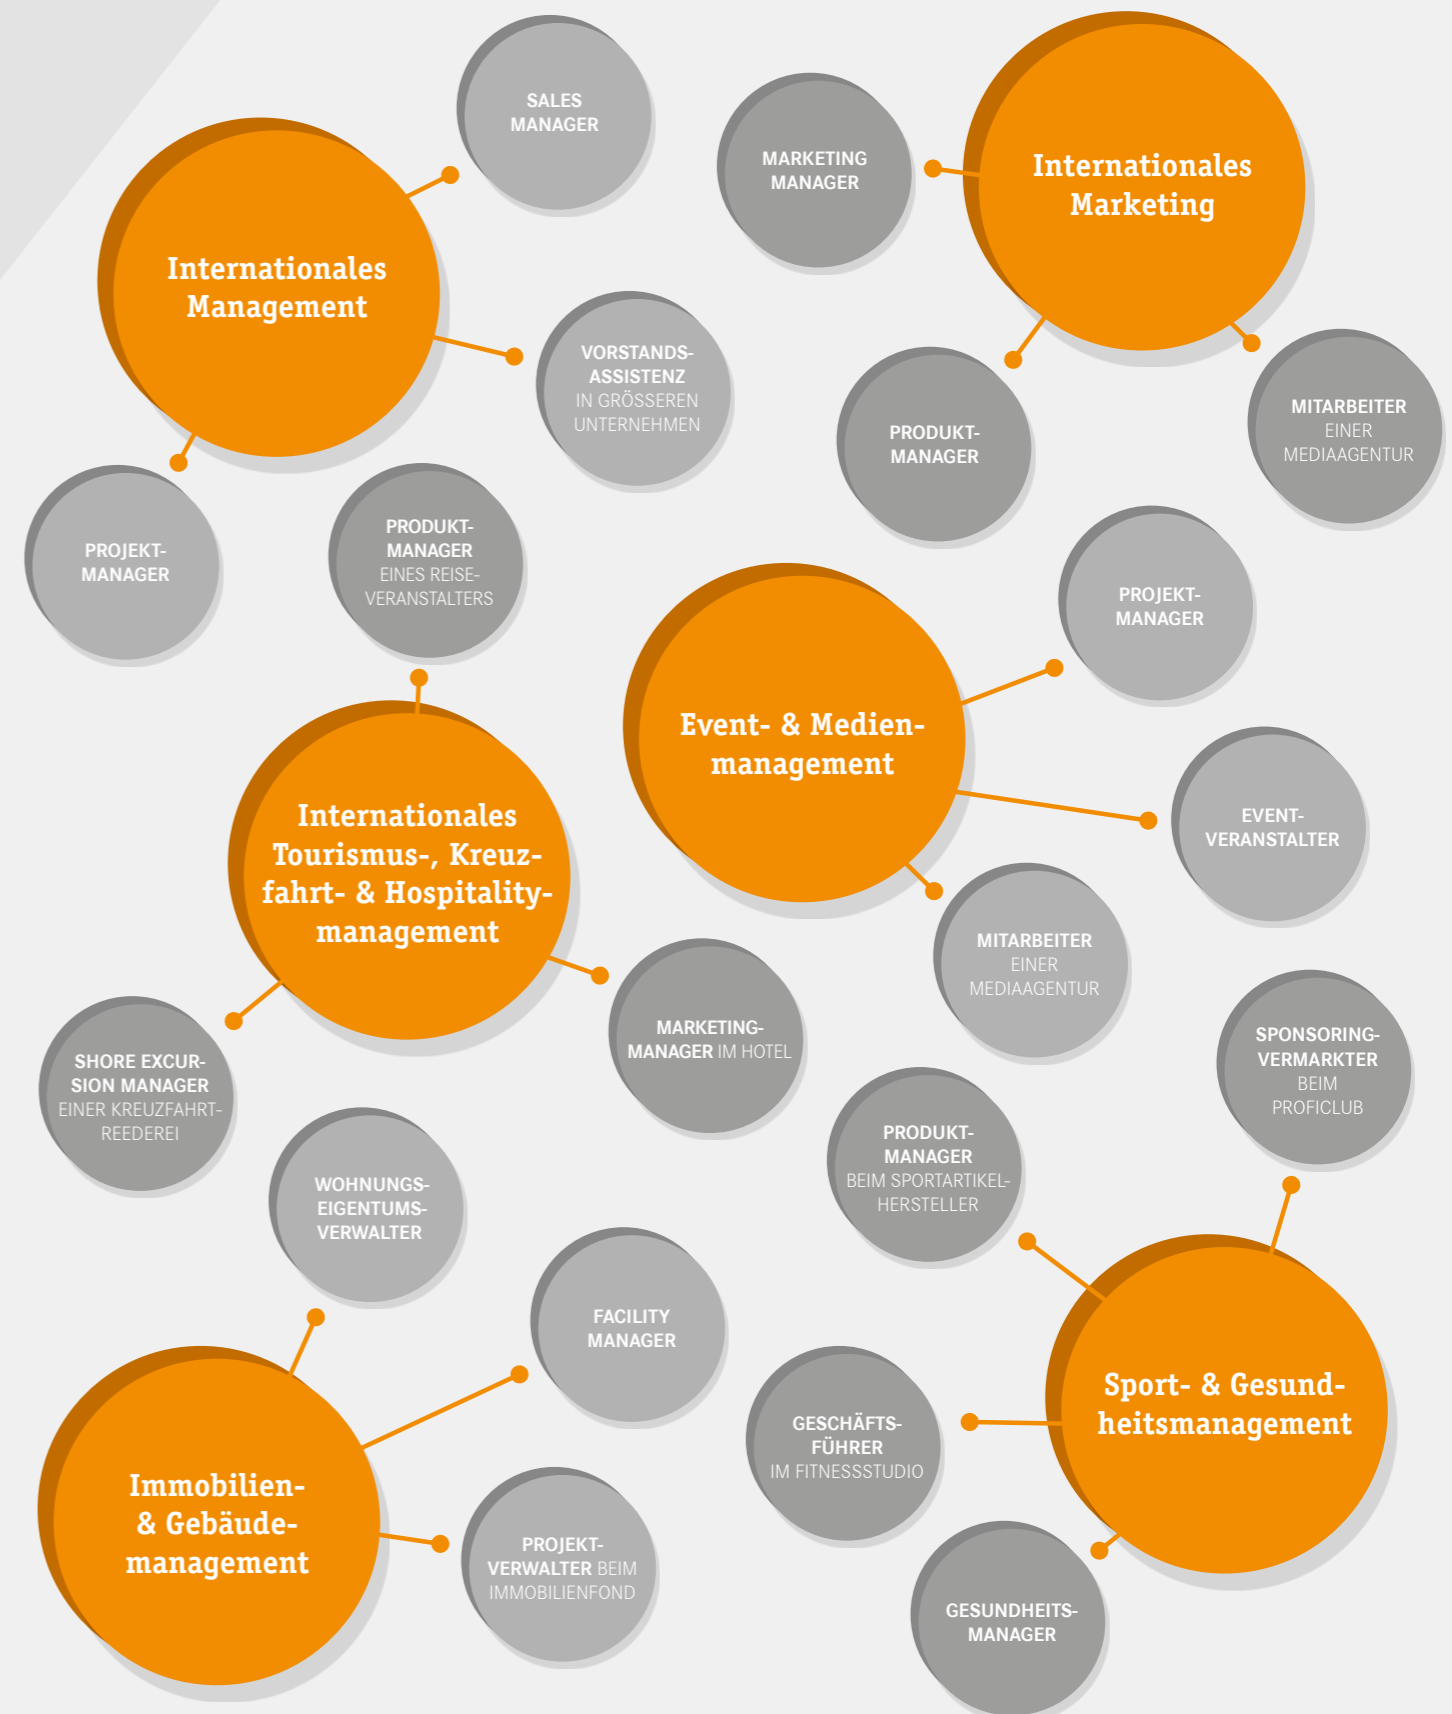 SALES
MANAGER
MARKETING
MANAGER
Internationales
Marketing
Internationales
Management
VORSTANDS-
ASSISTENZ
IN GRÖSSEREN
UNTERNEHMEN
PRODUKT-
MANAGER
MITARBEITER
EINER
MEDIAAGENTUR
PROJEKT-
MANAGER
PRODUKT-
MANAGER
EINES REISE-
VERANSTALTERS
PROJEKT-
MANAGER
Event- & Medien-
management
Internationales
Tourismus-, Kreuz-
fahrt- & Hospitality-
management
EVENT-
VERANSTALTER
MITARBEITER
EINER
MEDIAAGENTUR
MARKETING-
MANAGER IM HOTEL
SHORE EXCUR-
SION MANAGER
EINER KREUZFAHRT-
REEDEREI
SPONSORING-
VERMARKTER
BEIM
PROFICLUB
PRODUKT-
MANAGER
BEIM SPORTARTIKEL-
HERSTELLER
WOHNUNGS-
EIGENTUMS-
VERWALTER
FACILITY
MANAGER
Sport- & Gesund-
heitsmanagement
GESCHÄFTS-
FÜHRER
IM FITNESSSTUDIO
Immobilien-
& Gebäude-
management
PROJEKT-
VERWALTER BEIM
IMMOBILIENFOND
GESUNDHEITS-
MANAGER